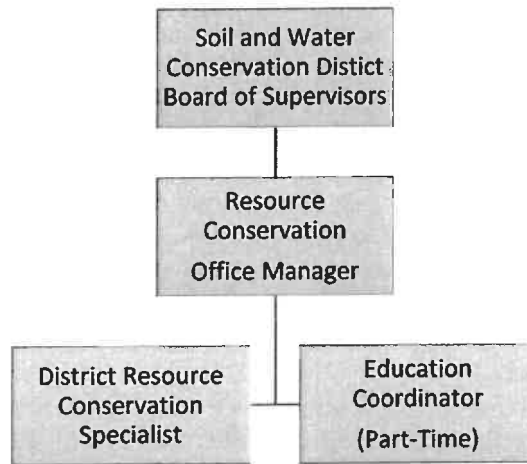 Soil and Water
Conservation Distict
Board of Supervisors
Resource
Conservation
Office Manager
District Resource
Conservation
Specialist
Education
Coordinator
(Part-Time)